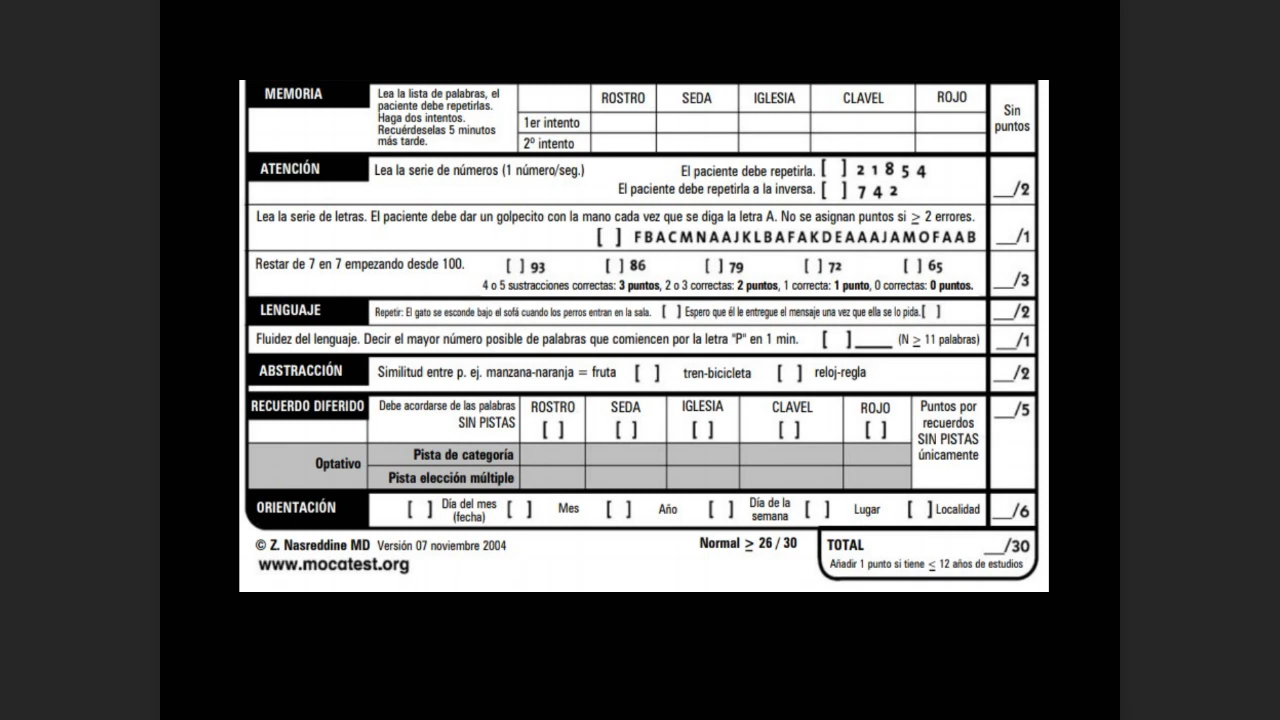 MEMORIA
Lea la lista de palabras, el
paciente debe repetirlas.
Haga dos intentos.
Recuérdeselas 5 minutos
más tarde.
ROSTRO SEDA IGLESIA CLAVEL ROJO
1er intento
2º intento
Sin
puntos
ATENCIÓN
Lea la serie de números (1 número/seg.)
El paciente debe repetirla. [ ] 2 1 8 5 4
El paciente debe repetirla a la inversa. [ ] 7 4 2
__/2
Lea la serie de letras. El paciente debe dar un golpecito con la mano cada vez que se diga la letra A. No se asignan puntos si ≥ 2 errores.
[ ] FBACMNAAJKLBAFAKDEAAAJAMOFAAB
__/1
Restar de 7 en 7 empezando desde 100. [ ] 93 [ ] 86 [ ] 79 [ ] 72 [ ] 65
4 o 5 sustracciones correctas: 3 puntos, 2 o 3 correctas: 2 puntos, 1 correcta: 1 punto, 0 correctas: 0 puntos.
__/3
LENGUAJE
Repetir: El gato se esconde bajo el sofá cuando los perros entran en la sala. [ ] Espero que él le entregue el mensaje una vez que ella se lo pida.[ ]
__/2
Fluidez del lenguaje. Decir el mayor número posible de palabras que comiencen por la letra "P" en 1 min. [ ]____ (N ≥ 11 palabras)
__/1
ABSTRACCIÓN
Similitud entre p. ej. manzana-naranja = fruta [ ] tren-bicicleta [ ] reloj-regla
__/2
RECUERDO DIFERIDO
Debe acordarse de las palabras
SIN PISTAS
ROSTRO SEDA IGLESIA CLAVEL ROJO
[ ] [ ] [ ] [ ] [ ]
Puntos por
recuerdos
SIN PISTAS
únicamente
__/5
Optativo
Pista de categoría
Pista elección múltiple
ORIENTACIÓN
[ ] Día del mes
(fecha)
[ ] Mes [ ] Año [ ] Día de la
semana
[ ] Lugar [ ] Localidad
__/6
© Z. Nasreddine MD Versión 07 noviembre 2004
www.mocatest.org
Normal ≥ 26 / 30
TOTAL __/30
Añadir 1 punto si tiene ≤ 12 años de estudios